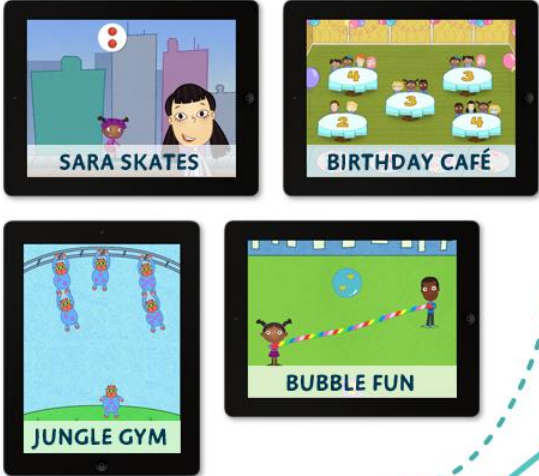 SARA SKATES
BIRTHDAY CAFÉ
4
3
3
2
4
JUNGLE GYM
BUBBLE FUN